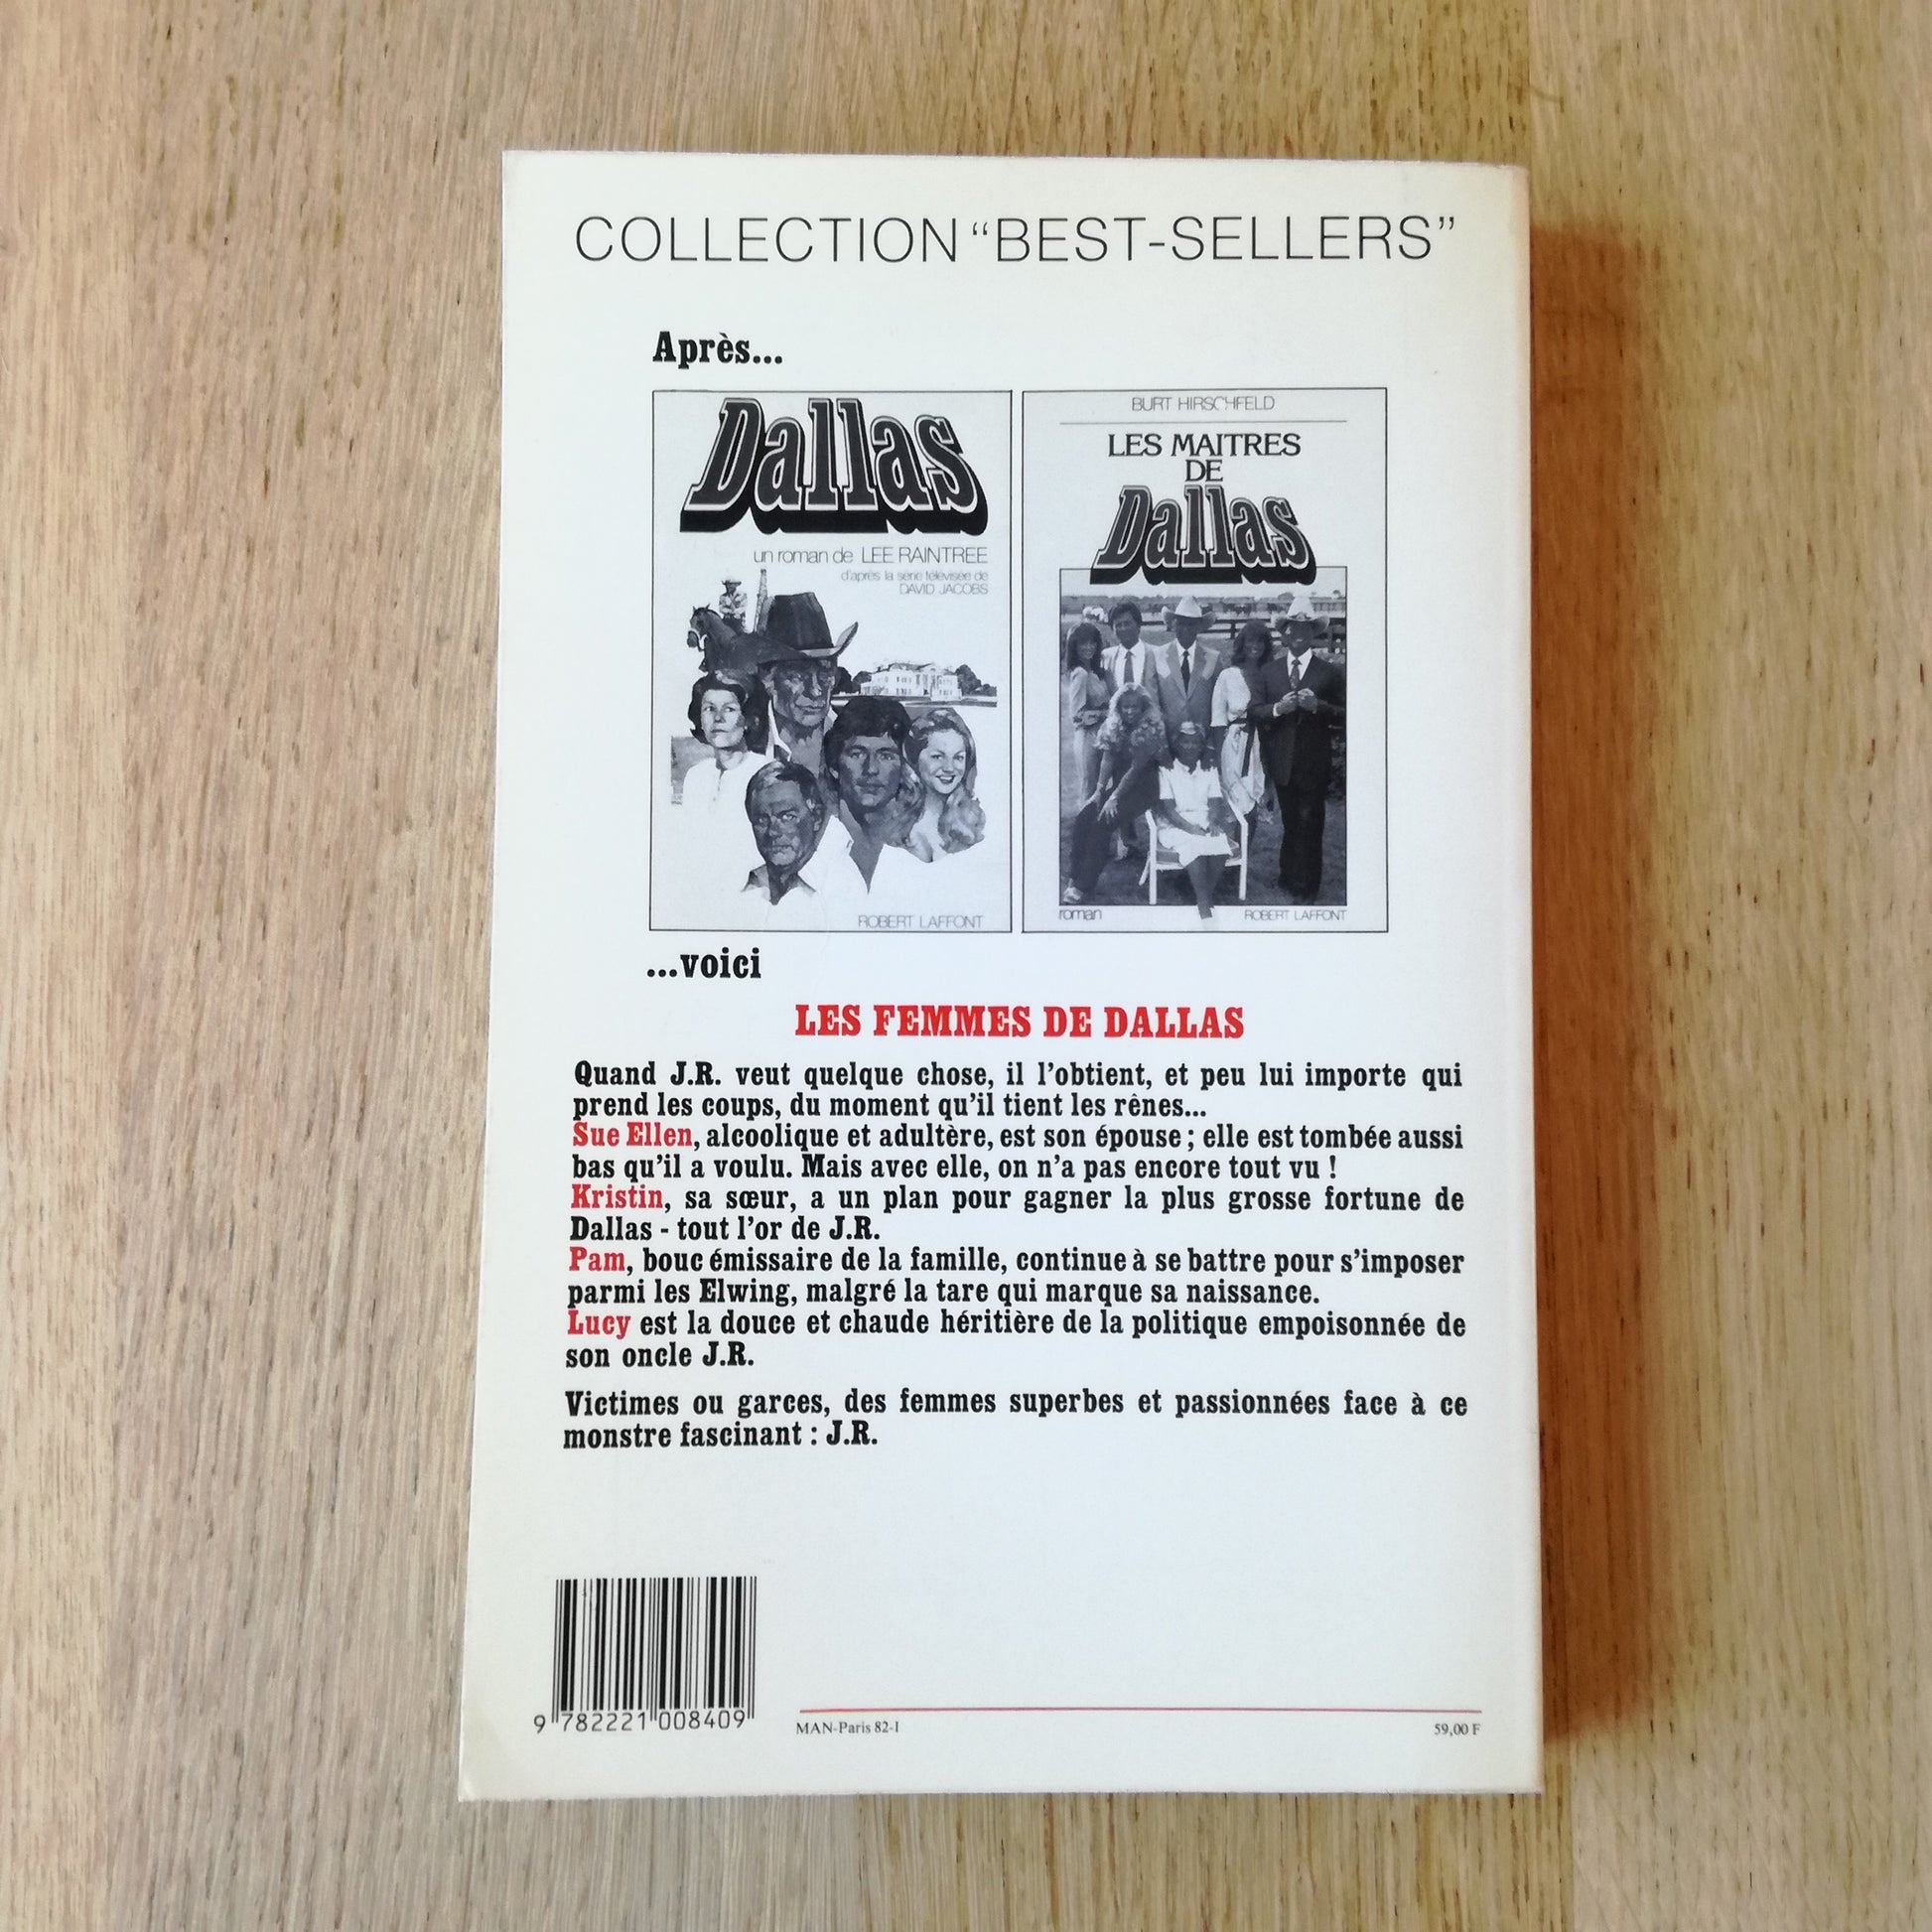 COLLECTION “BEST-SELLERS”
Après...
Dallas
un roman de LEE RAINTREE
d'après la série télévisée de
DAVID JACOBS
ROBERT LAFFONT
BURT HIRSCHFELD
LES MAITRES
DE
Dallas
roman ROBERT LAFFONT
...voici
LES FEMMES DE DALLAS
Quand J.R. veut quelque chose, il l'obtient, et peu lui importe qui
prend les coups, du moment qu'il tient les rênes...
Sue Ellen, alcoolique et adultère, est son épouse ; elle est tombée aussi
bas qu'il a voulu. Mais avec elle, on n'a pas encore tout vu !
Kristin, sa sœur, a un plan pour gagner la plus grosse fortune de
Dallas - tout l'or de J.R.
Pam, bouc émissaire de la famille, continue à se battre pour s'imposer
parmi les Elwing, malgré la tare qui marque sa naissance.
Lucy est la douce et chaude héritière de la politique empoisonnée de
son oncle J.R.
Victimes ou garces, des femmes superbes et passionnées face à ce
monstre fascinant : J.R.
9 782221 008409
MAN-Paris 82-I 59,00 F